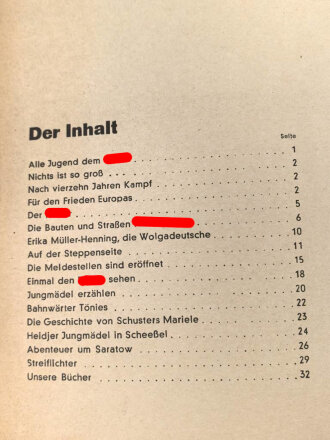 Der Inhalt
Seite
Alle Jugend dem . . . . . . . . . . . . . . . 1
Nichts ist so groß . . . . . . . . . . . . . . . 2
Nach vierzehn Jahren Kampf . . . . . . . . . . . 2
Für den Frieden Europas . . . . . . . . . . . . 2
Der . . . . . . . . . . . . . . . 5
Die Bauten und Straßen . . . . . 6
Erika Müller-Henning, die Wolgadeutsche . . . . . . 10
Auf der Steppenseite . . . . . . . . . . . . . 11
Die Meldestellen sind eröffnet . . . . . . . . . . 15
Einmal den sehen . . . . . . . . . . . 18
Jungmädel erzählen . . . . . . . . . . . . . 20
Bahnwärter Tönies . . . . . . . . . . . . . 22
Die Geschichte von Schusters Mariele . . . . . . . 23
Heidjer Jungmädel in Scheeßel . . . . . . . . . 24
Abenteuer um Saratow . . . . . . . . . . . . 26
Streiflichter . . . . . . . . . . . . . . . 29
Unsere Bücher . . . . . . . . . . . . . . 32